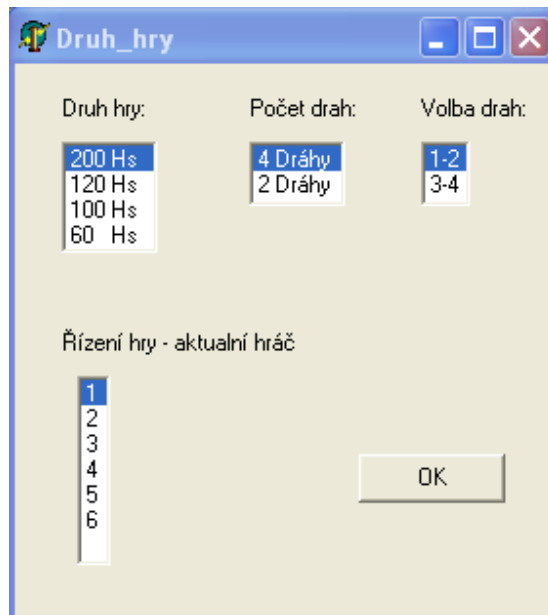 Druh_hry
Druh hry:
200 Hs
120 Hs
100 Hs
60 Hs
Počet drah:
4 Dráhy
2 Dráhy
Volba drah:
1-2
3-4
Řízení hry - aktualní hráč
1
2
3
4
5
6
OK